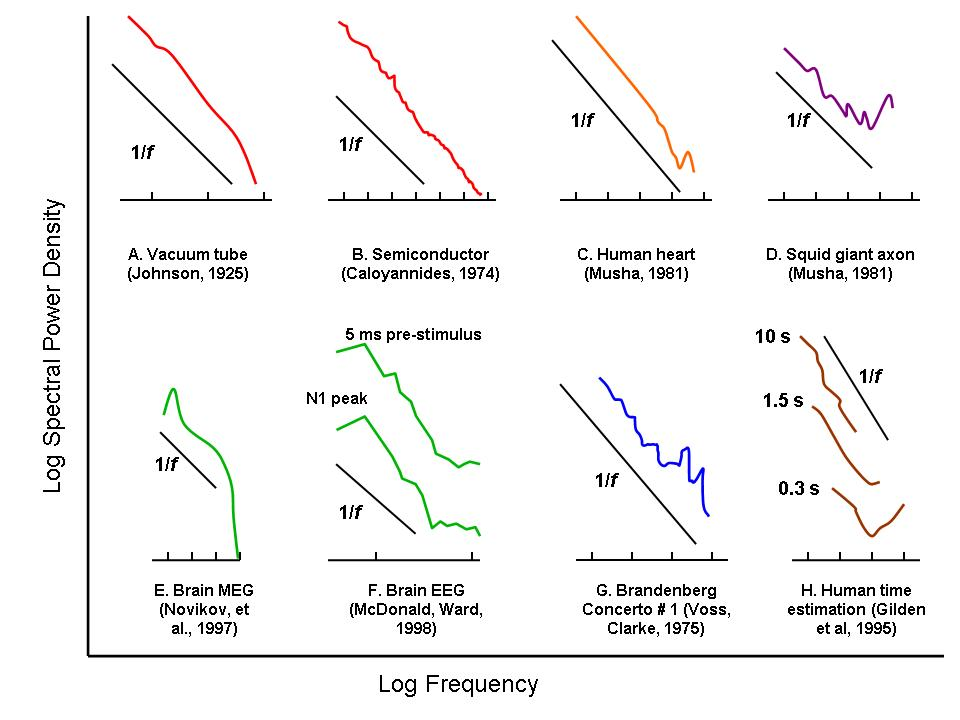 Log Spectral Power Density
1/f
1/f
1/f
1/f
A. Vacuum tube
(Johnson, 1925)
B. Semiconductor
(Caloyannides, 1974)
C. Human heart
(Musha, 1981)
D. Squid giant axon
(Musha, 1981)
5 ms pre-stimulus
N1 peak
10 s
1.5 s
0.3 s
1/f
1/f
1/f
1/f
E. Brain MEG
(Novikov, et
al., 1997)
F. Brain EEG
(McDonald, Ward,
1998)
G. Brandenberg
Concerto # 1 (Voss,
Clarke, 1975)
H. Human time
estimation (Gilden
et al, 1995)
Log Frequency